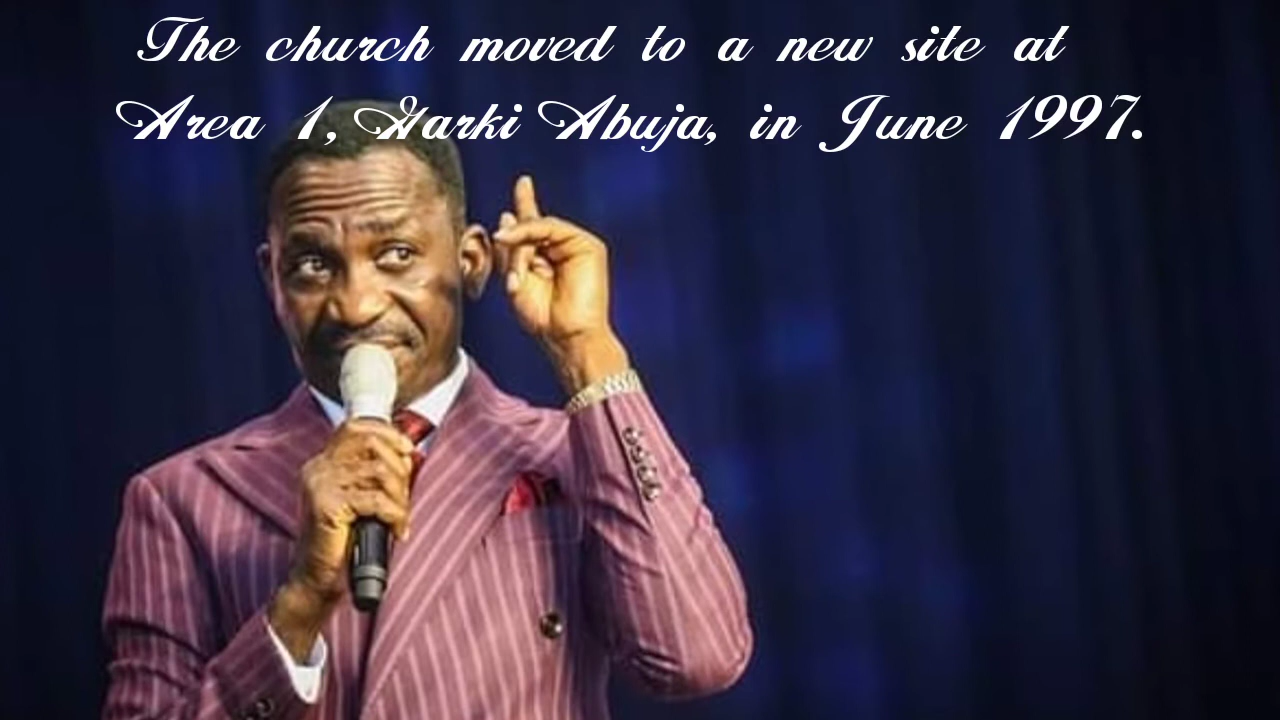 The church moved to a new site at
Area 1, Garki Abuja, in June 1997.